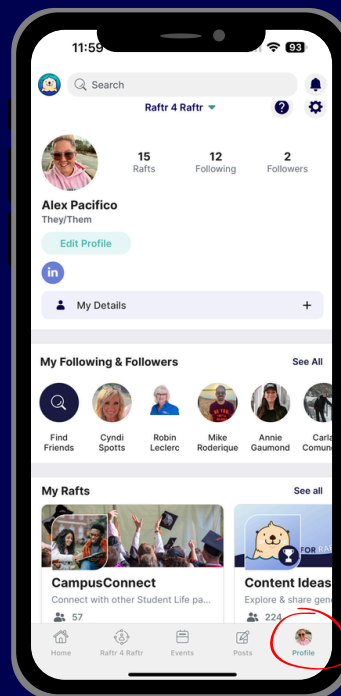 11:59
93
Search
Raftr 4 Raftr
15 12 2
Rafts Following Followers
Alex Pacifico
They/Them
Edit Profile
in
My Details +
My Following & Followers See All
Find Friends
Cyndi Spotts
Robin Leclerc
Mike Roderique
Annie Gaumond
Carla Comun
My Rafts See all
FOR
CampusConnect
Connect with other Student Life pa...
57
Content Ideas
Explore & share gen
224
Home Raftr 4 Raftr Events Posts Profile